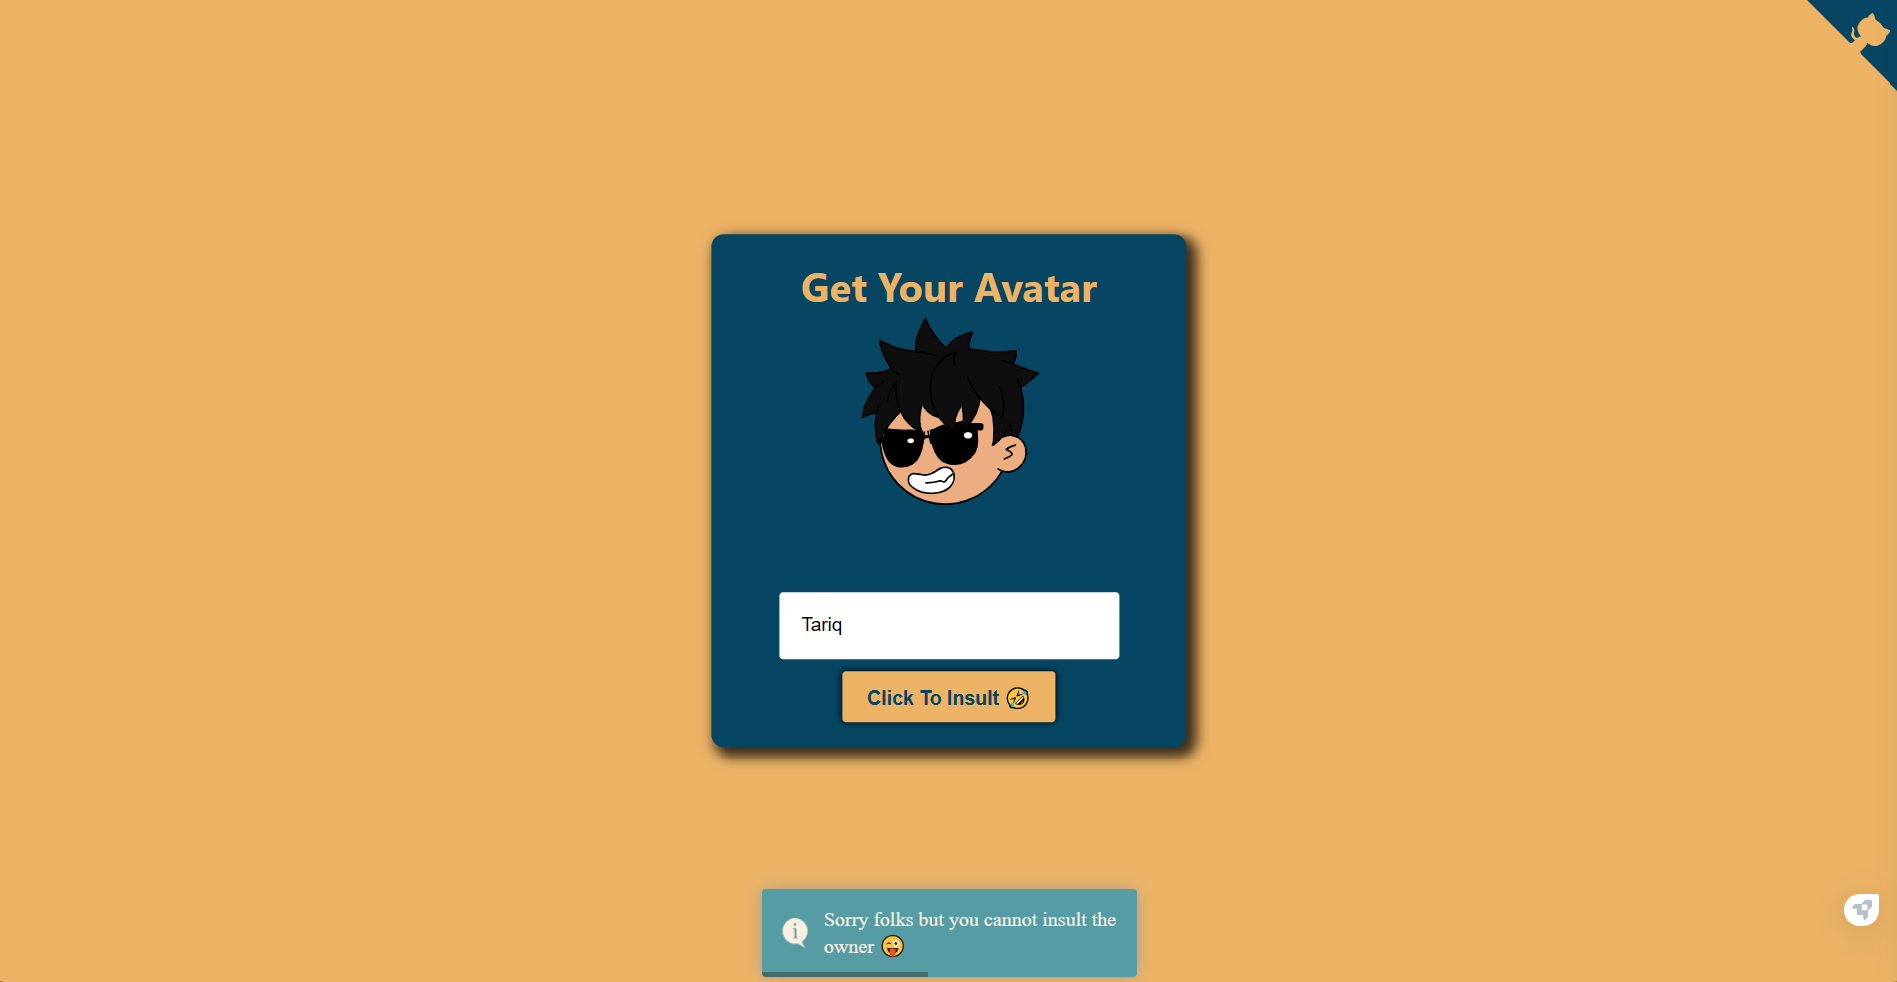 Get Your Avatar
Tariq
Click To Insult 🤣
Sorry folks but you cannot insult the
owner 😜